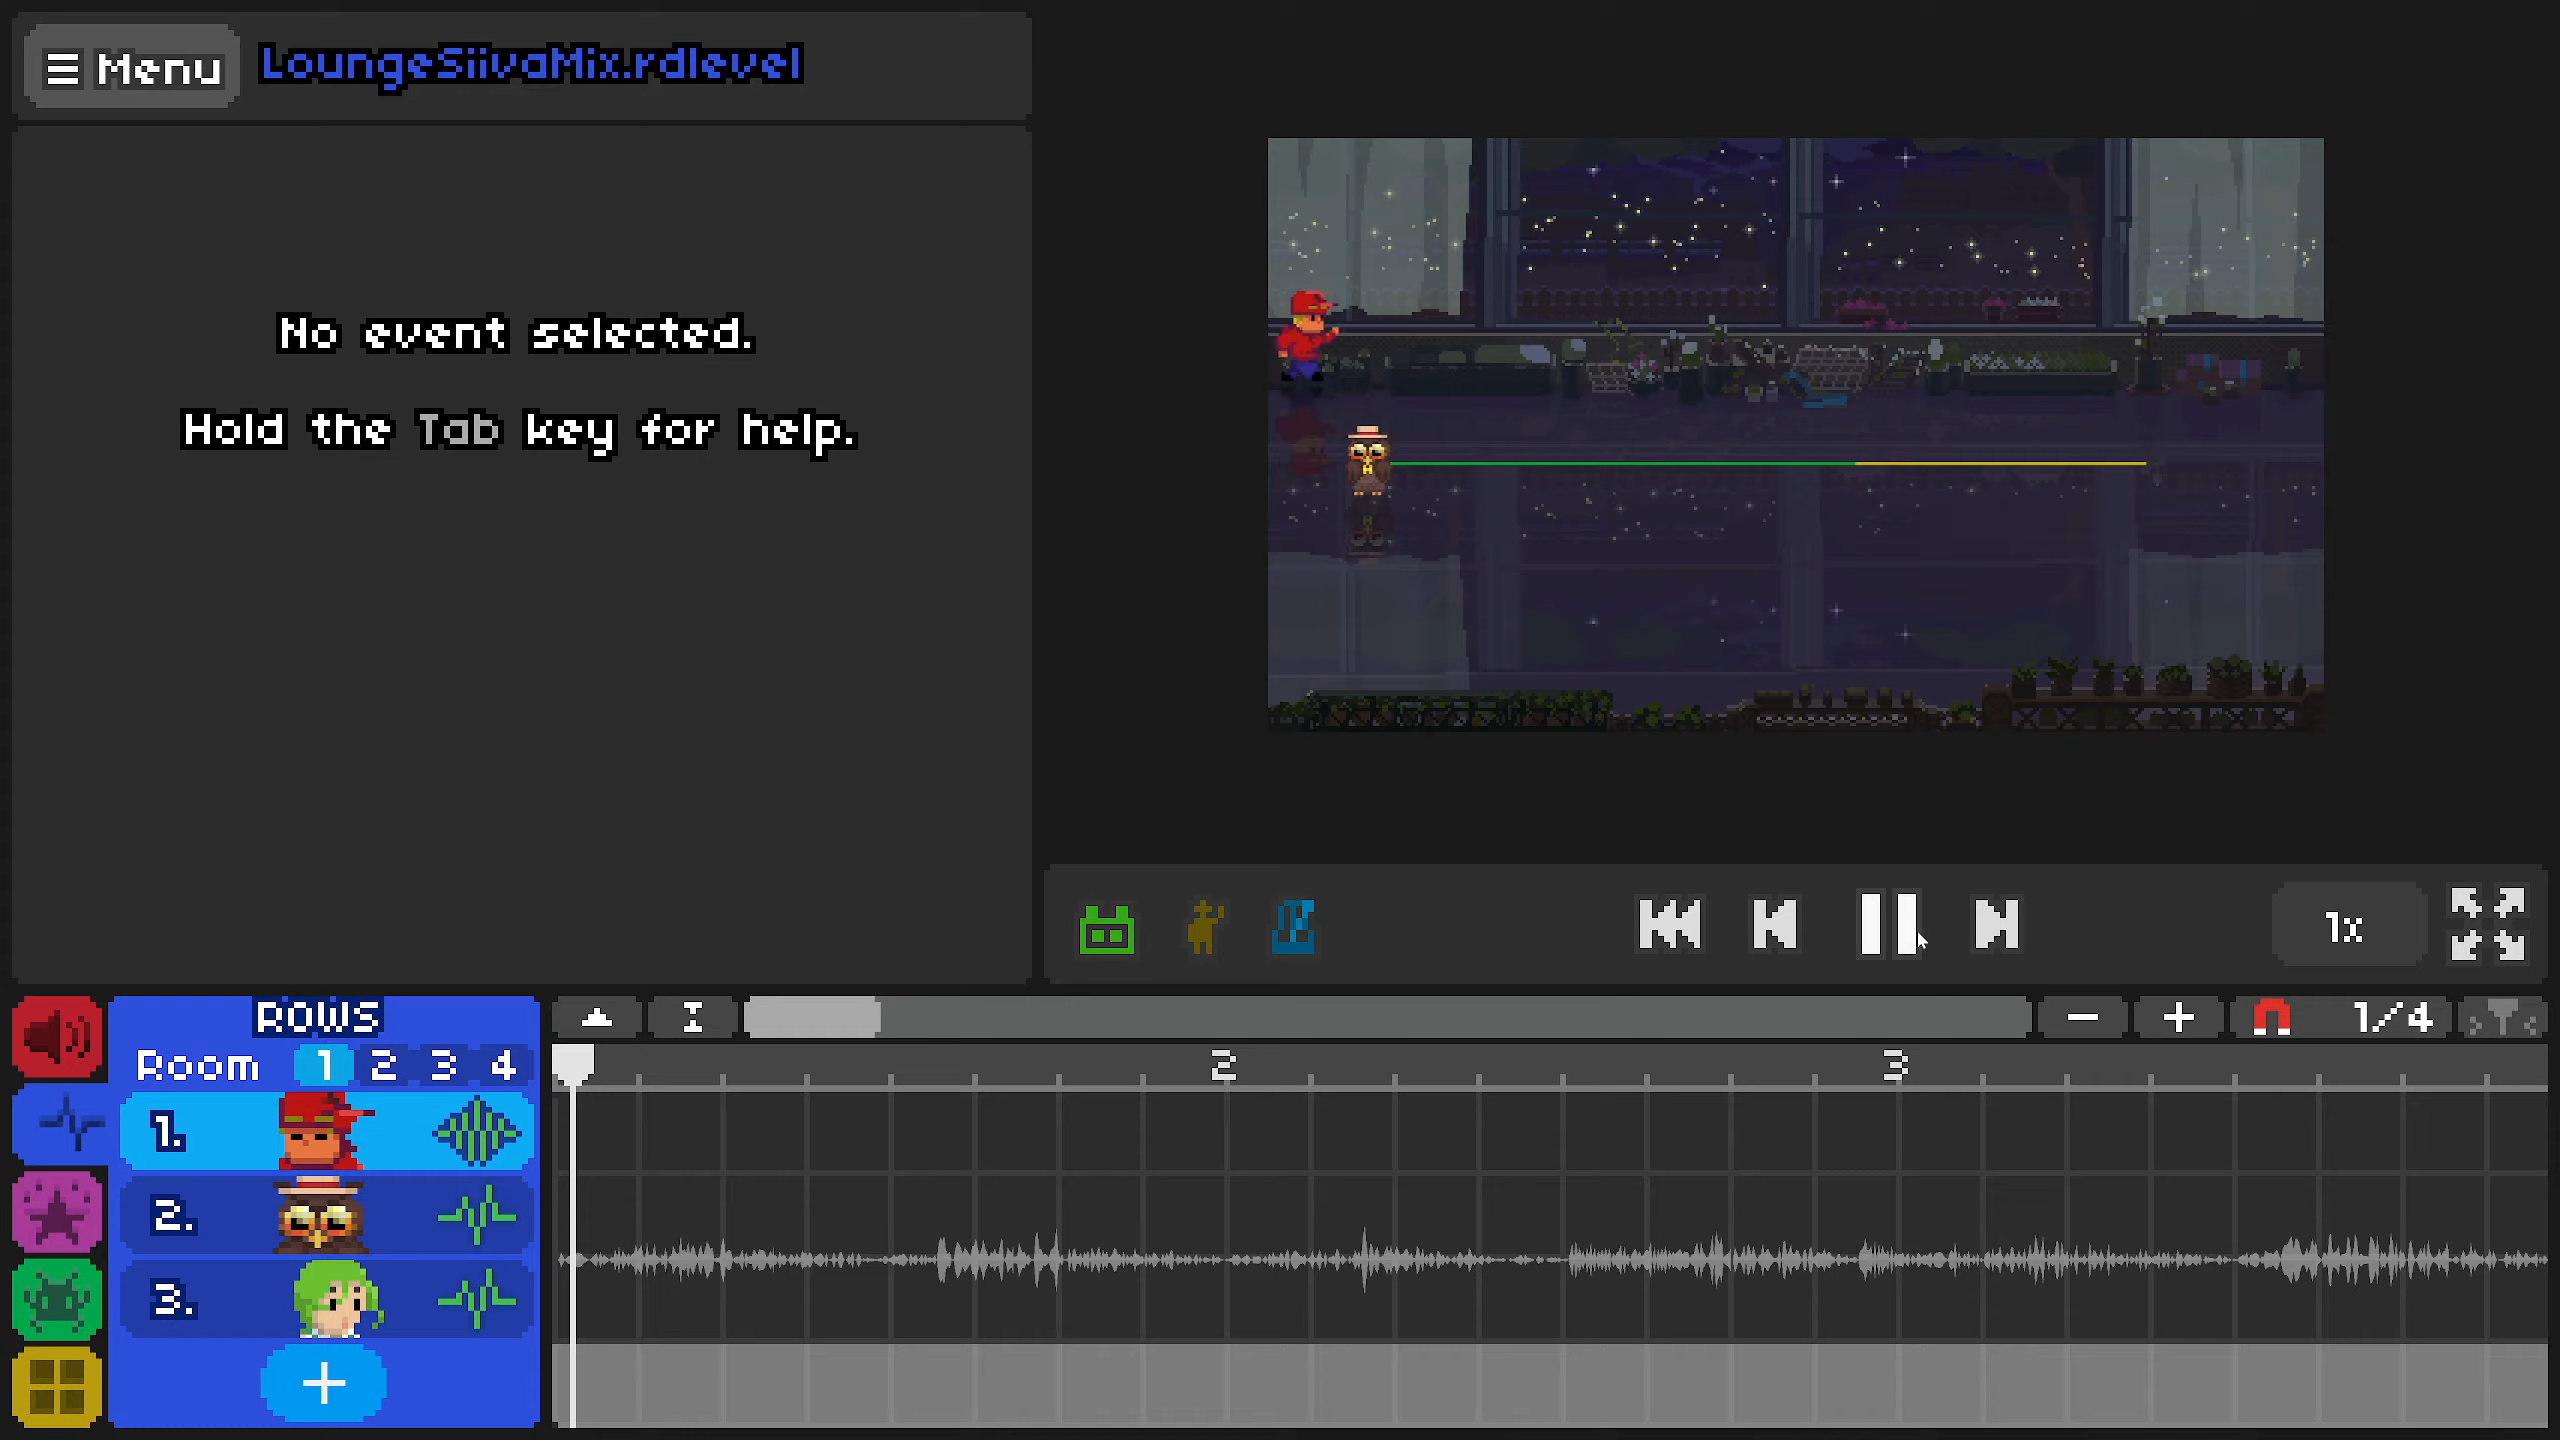 Menu
LoungeSiivaMix.rdlevel
No event selected.
Hold the Tab key for help.
1x
ROWS
1/4
Room 1 2 3 4
2
3
1.
2.
3.